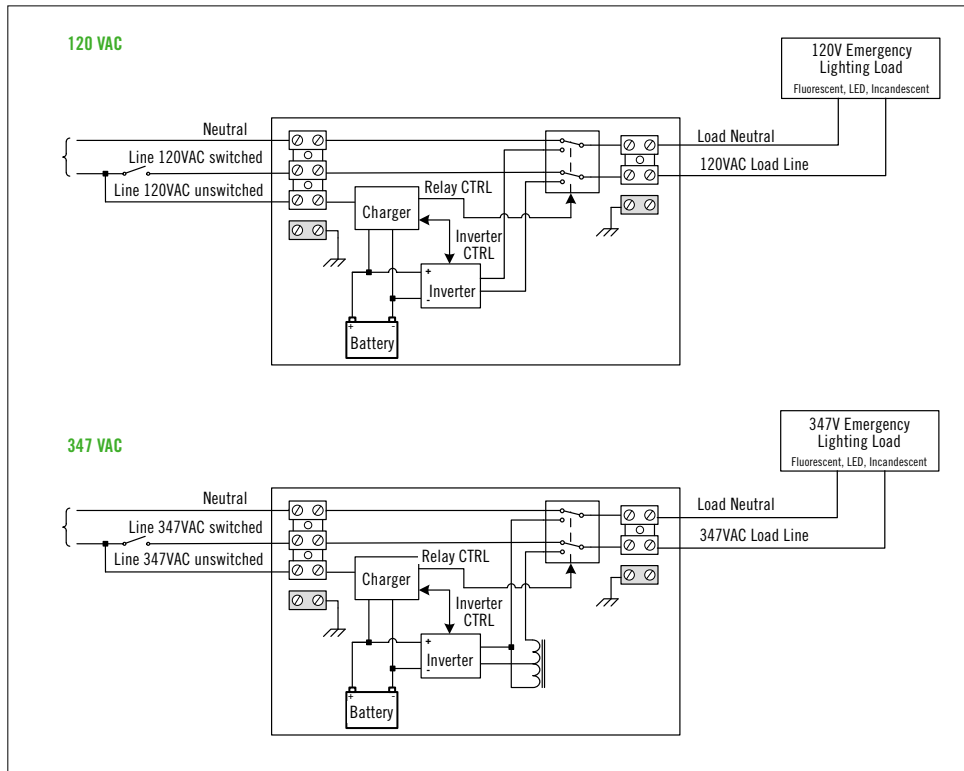 120 VAC
120V Emergency
Lighting Load
Fluorescent, LED, Incandescent
Neutral
Line 120VAC switched
Line 120VAC unswitched
Load Neutral
120VAC Load Line
Relay CTRL
Charger
Inverter
CTRL
+
Inverter
-
+ -
Battery
347 VAC
347V Emergency
Lighting Load
Fluorescent, LED, Incandescent
Neutral
Line 347VAC switched
Line 347VAC unswitched
Load Neutral
347VAC Load Line
Relay CTRL
Charger
Inverter
CTRL
+
Inverter
-
+ -
Battery